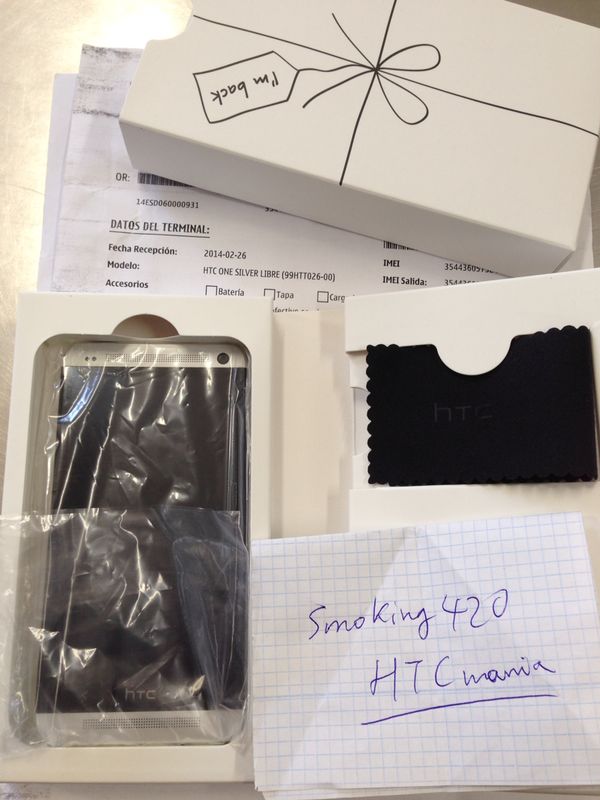 I'm back
OR:
14ESD060000931
DATOS DEL TERMINAL:
Fecha Recepción: 2014-02-26
IMEI
Modelo: HTC ONE SILVER LIBRE (99HTT026-00)
IMEI Salida:
Accesorios Batería Tapa
hTC
hTC
Smoking 420
HTCmania